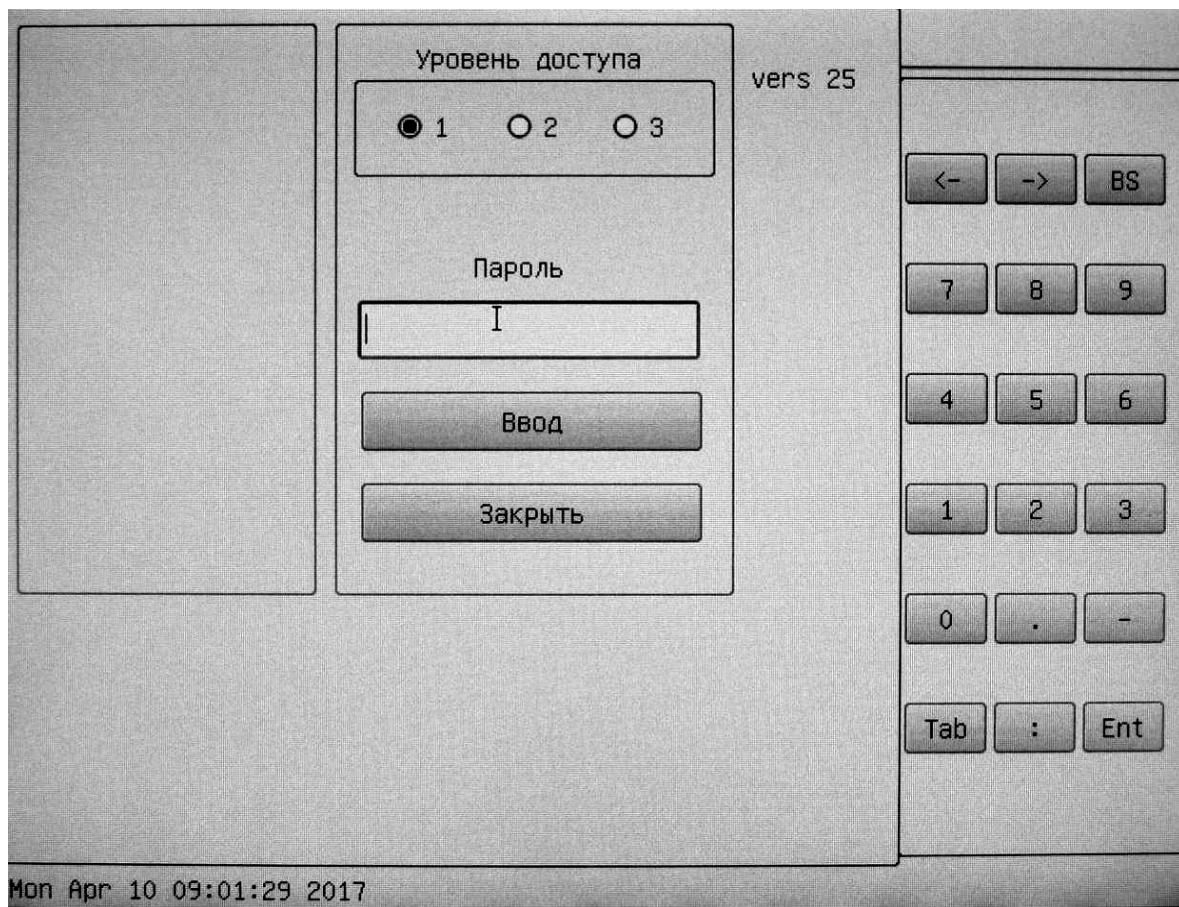 Уровень доступа
vers 25
1 2 3
Пароль
Ввод
Закрыть
<- -> BS
7 8 9
4 5 6
1 2 3
0 . -
Tab : Ent
Mon Apr 10 09:01:29 2017